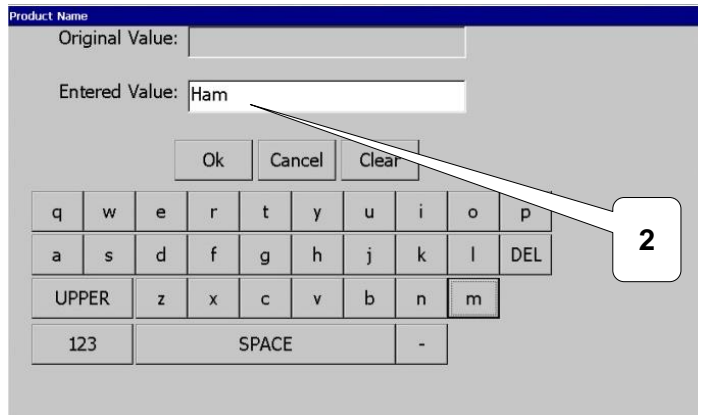 Product Name
Original Value:
Entered Value: Ham
Ok Cancel Clear
q w e r t y u i o p
a s d f g h j k l DEL
UPPER z x c v b n m
123 SPACE -
2